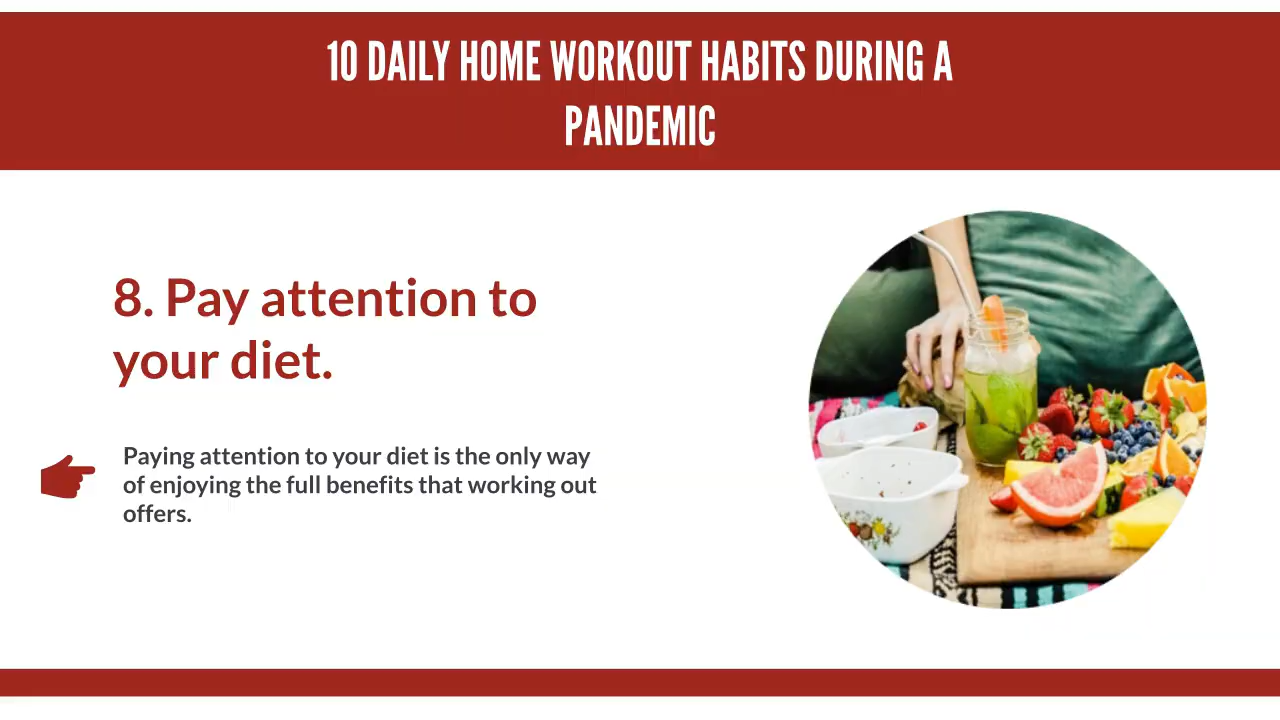 10 DAILY HOME WORKOUT HABITS DURING A
PANDEMIC
8. Pay attention to
your diet.
Paying attention to your diet is the only way
of enjoying the full benefits that working out
offers.